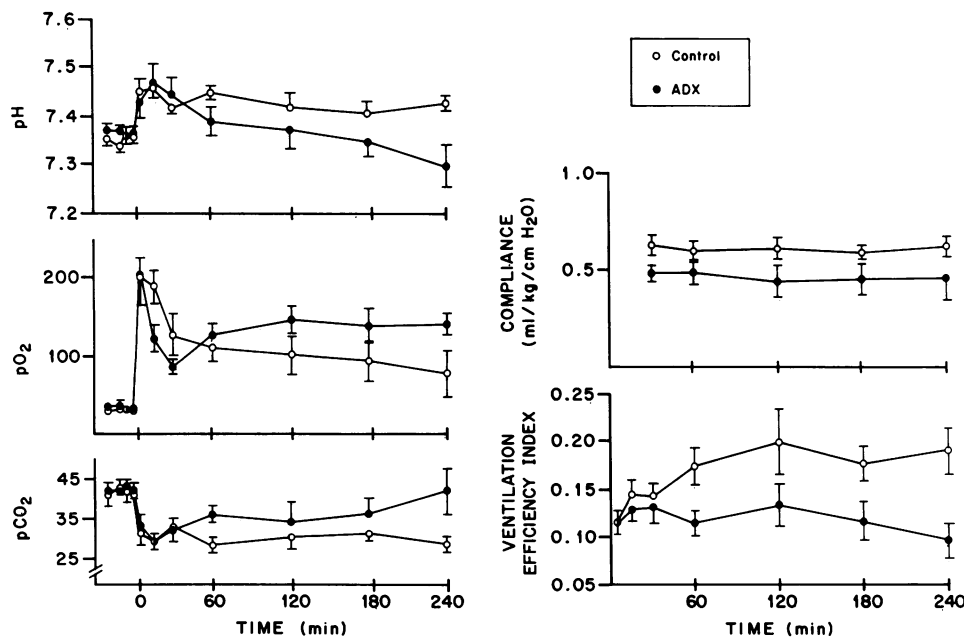 7.6
7.5
7.4
7.3
7.2
pH
200
100
pO2
45
35
25
pCO2
0 60 120 180 240
TIME (min)
Control
ADX
1.0
0.5
COMPLIANCE
(ml/kg/cm H2O)
0.25
0.20
0.15
0.10
0.05
VENTILATION
EFFICIENCY INDEX
60 120 180 240
TIME (min)